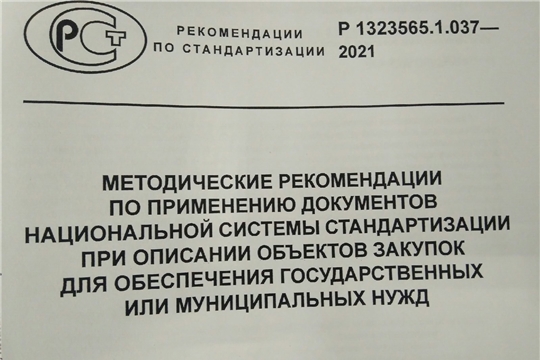 РСТ
РЕКОМЕНДАЦИИ
ПО СТАНДАРТИЗАЦИИ
Р 1323565.1.037—
2021
МЕТОДИЧЕСКИЕ РЕКОМЕНДАЦИИ
ПО ПРИМЕНЕНИЮ ДОКУМЕНТОВ
НАЦИОНАЛЬНОЙ СИСТЕМЫ СТАНДАРТИЗАЦИИ
ПРИ ОПИСАНИИ ОБЪЕКТОВ ЗАКУПОК
ДЛЯ ОБЕСПЕЧЕНИЯ ГОСУДАРСТВЕННЫХ
ИЛИ МУНИЦИПАЛЬНЫХ НУЖД